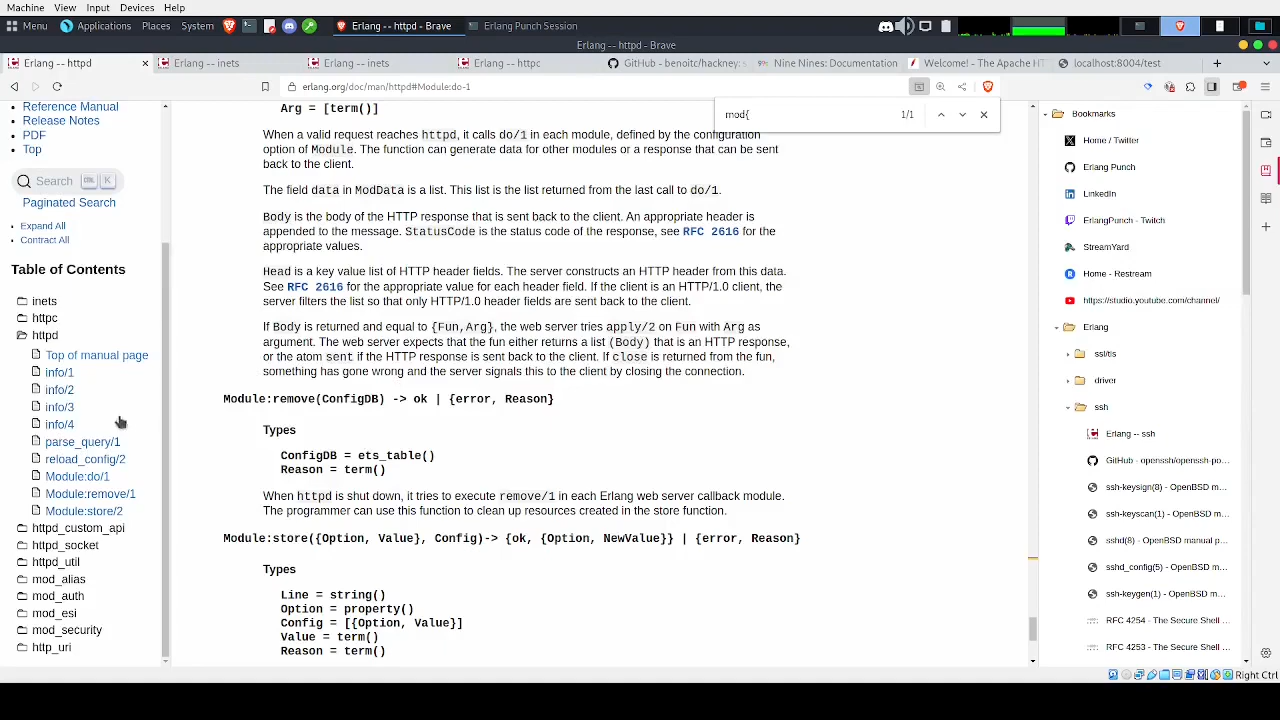 Machine View Input Devices Help
Menu Applications Places System Erlang -- httpd - Brave Erlang Punch Session
Erlang -- httpd - Brave
Erlang -- httpd Erlang -- inets Erlang -- inets Erlang -- httpc GitHub - benoitc/hackney: s Nine Nines: Documentation Welcome! - The Apache HT localhost:8004/test
erlang.org/doc/man/httpd#Module:do-1
mod{ 1/1
Reference Manual
Release Notes
PDF
Top
Search CTRL K
Paginated Search
Expand All
Contract All
Table of Contents
inets
httpc
httpd
Top of manual page
info/1
info/2
info/3
info/4
parse_query/1
reload_config/2
Module:do/1
Module:remove/1
Module:store/2
httpd_custom_api
httpd_socket
httpd_util
mod_alias
mod_auth
mod_esi
mod_security
http_uri
Arg = [term()]
When a valid request reaches httpd, it calls do/1 in each module, defined by the configuration
option of Module. The function can generate data for other modules or a response that can be sent
back to the client.
The field data in ModData is a list. This list is the list returned from the last call to do/1.
Body is the body of the HTTP response that is sent back to the client. An appropriate header is
appended to the message. StatusCode is the status code of the response, see RFC 2616 for the
appropriate values.
Head is a key value list of HTTP header fields. The server constructs an HTTP header from this data.
See RFC 2616 for the appropriate value for each header field. If the client is an HTTP/1.0 client, the
server filters the list so that only HTTP/1.0 header fields are sent back to the client.
If Body is returned and equal to {Fun,Arg}, the web server tries apply/2 on Fun with Arg as
argument. The web server expects that the fun either returns a list (Body) that is an HTTP response,
or the atom sent if the HTTP response is sent back to the client. If close is returned from the fun,
something has gone wrong and the server signals this to the client by closing the connection.
Module:remove(ConfigDB) -> ok | {error, Reason}
Types
ConfigDB = ets_table()
Reason = term()
When httpd is shut down, it tries to execute remove/1 in each Erlang web server callback module.
The programmer can use this function to clean up resources created in the store function.
Module:store({Option, Value}, Config)-> {ok, {Option, NewValue}} | {error, Reason}
Types
Line = string()
Option = property()
Config = [{Option, Value}]
Value = term()
Reason = term()
Bookmarks
Home / Twitter
Erlang Punch
LinkedIn
ErlangPunch - Twitch
StreamYard
Home - Restream
https://studio.youtube.com/channel/
Erlang
ssl/tls
driver
ssh
Erlang -- ssh
GitHub - openssh/openssh-po...
ssh-keysign(8) - OpenBSD m...
ssh-keyscan(1) - OpenBSD m...
sshd(8) - OpenBSD manual p...
sshd_config(5) - OpenBSD m...
ssh-keygen(1) - OpenBSD m...
RFC 4254 - The Secure Shell ...
RFC 4253 - The Secure Shell ...
Right Ctrl